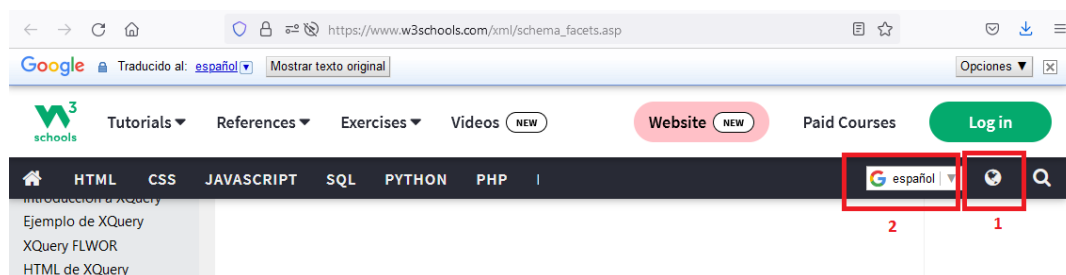 https://www.w3schools.com/xml/schema_facets.asp
Google Traducido al: español Mostrar texto original Opciones
W3 schools Tutorials References Exercises Videos NEW Website NEW Paid Courses Log in
HTML CSS JAVASCRIPT SQL PYTHON PHP G español
2 1
Introducción a XQuery
Ejemplo de XQuery
XQuery FLWOR
HTML de XQuery